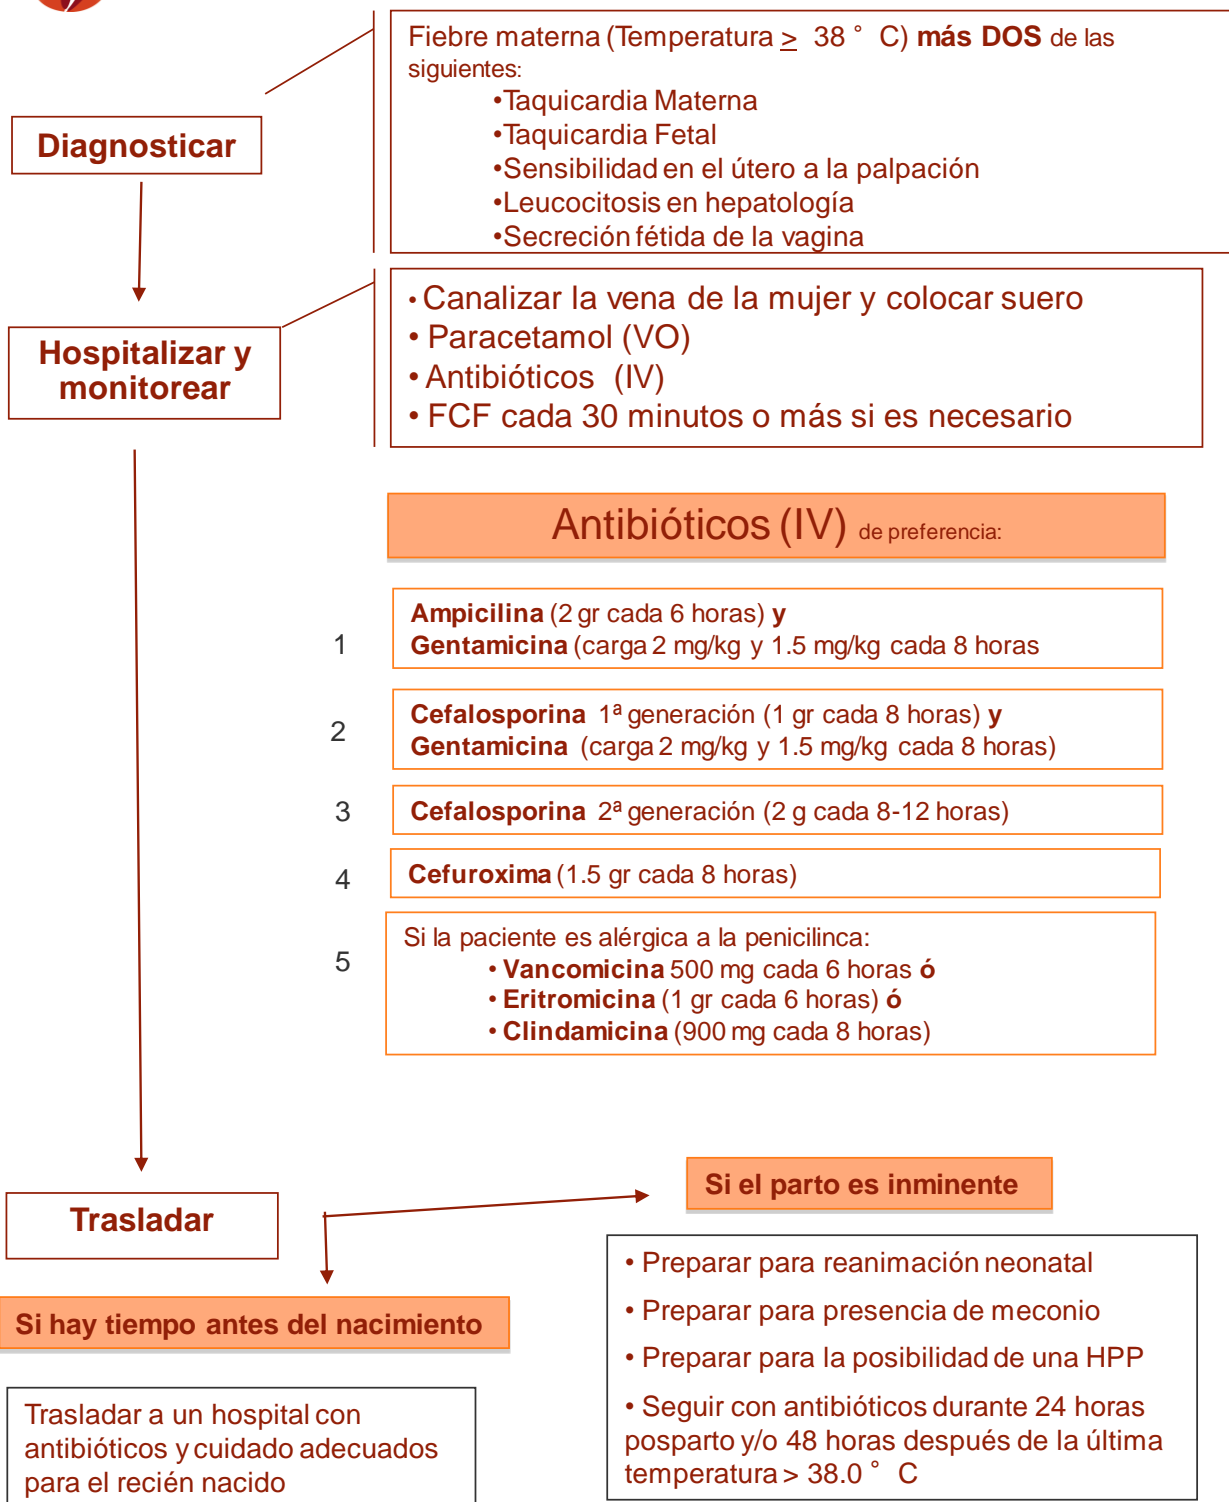 Fiebre materna (Temperatura ≥ 38 ° C) más DOS de las
siguientes:
•Taquicardia Materna
•Taquicardia Fetal
•Sensibilidad en el útero a la palpación
•Leucocitosis en hepatología
•Secreción fétida de la vagina
Diagnosticar
• Canalizar la vena de la mujer y colocar suero
• Paracetamol (VO)
• Antibióticos (IV)
• FCF cada 30 minutos o más si es necesario
Hospitalizar y
monitorear
Antibióticos (IV) de preferencia:
1
Ampicilina (2 gr cada 6 horas) y
Gentamicina (carga 2 mg/kg y 1.5 mg/kg cada 8 horas
2
Cefalosporina 1ª generación (1 gr cada 8 horas) y
Gentamicina (carga 2 mg/kg y 1.5 mg/kg cada 8 horas)
3
Cefalosporina 2ª generación (2 g cada 8-12 horas)
4
Cefuroxima (1.5 gr cada 8 horas)
5
Si la paciente es alérgica a la penicilinca:
• Vancomicina 500 mg cada 6 horas ó
• Eritromicina (1 gr cada 6 horas) ó
• Clindamicina (900 mg cada 8 horas)
Trasladar
Si el parto es inminente
• Preparar para reanimación neonatal
• Preparar para presencia de meconio
• Preparar para la posibilidad de una HPP
• Seguir con antibióticos durante 24 horas
posparto y/o 48 horas después de la última
temperatura > 38.0 ° C
Si hay tiempo antes del nacimiento
Trasladar a un hospital con
antibióticos y cuidado adecuados
para el recién nacido